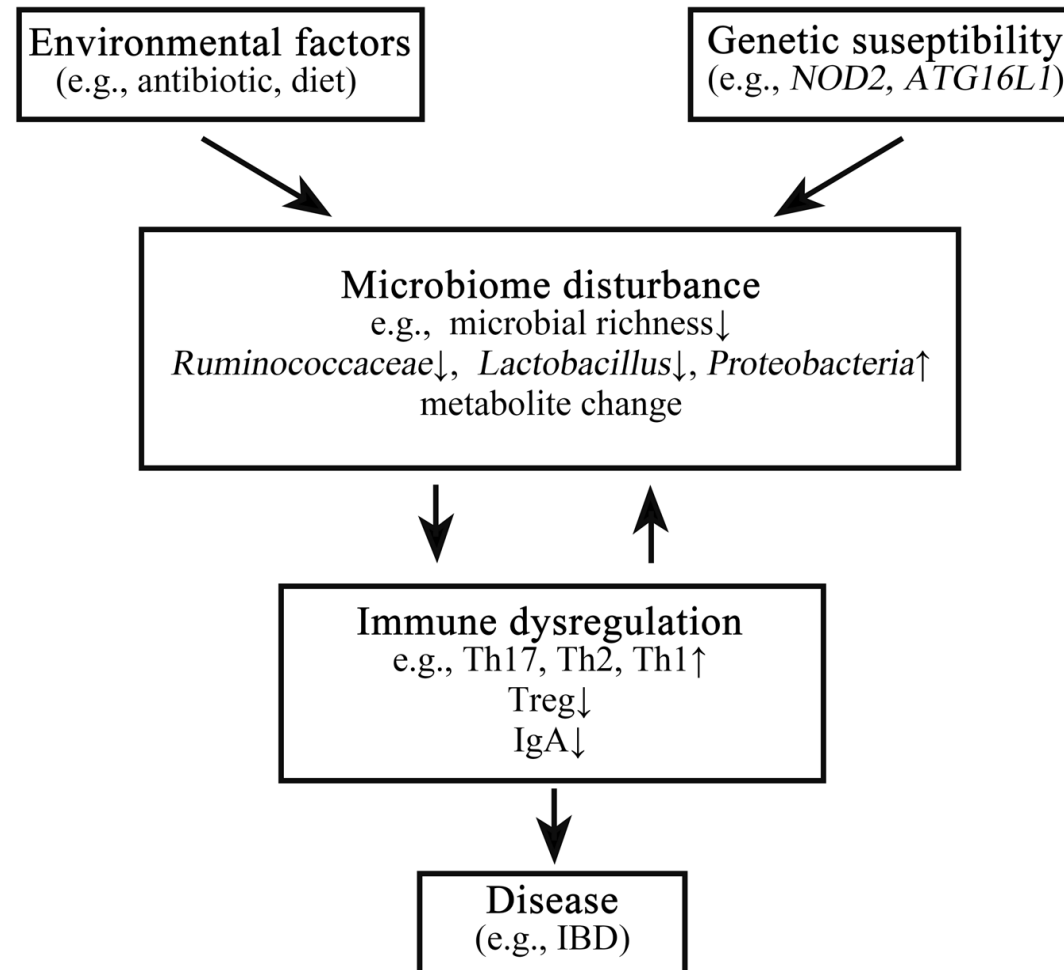 Environmental factors
(e.g., antibiotic, diet)
Genetic suseptibility
(e.g., NOD2, ATG16L1)
Microbiome disturbance
e.g., microbial richness↓
Ruminococcaceae↓, Lactobacillus↓, Proteobacteria↑
metabolite change
Immune dysregulation
e.g., Th17, Th2, Th1↑
Treg↓
IgA↓
Disease
(e.g., IBD)